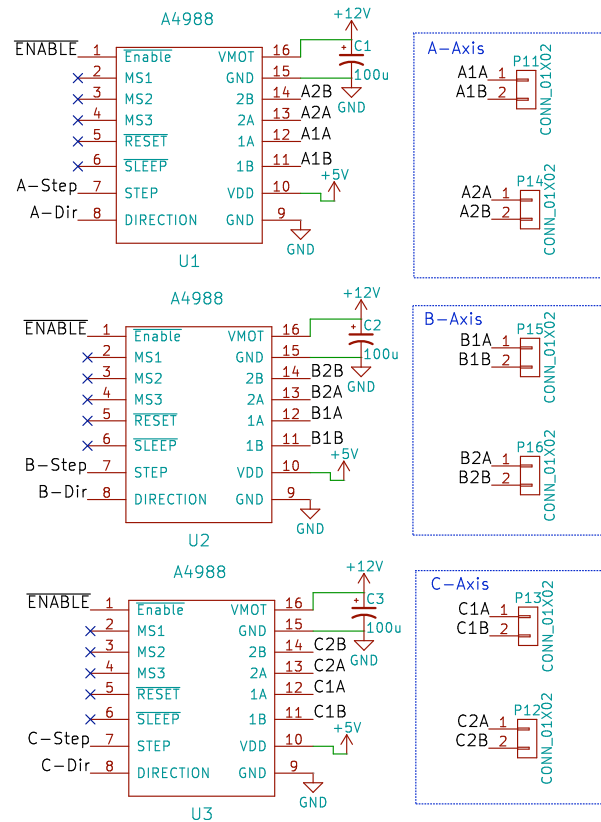 A4988
+12V
ENABLE 1 Enable VMOT 16 C1
2 MS1 GND 15 100u
3 MS2 2B 14 A2B GND
4 MS3 2A 13 A2A
5 RESET 1A 12 A1A
6 SLEEP 1B 11 A1B
A-Step 7 STEP VDD 10 +5V
A-Dir 8 DIRECTION GND 9
GND
U1
A-Axis
P11
A1A 1
A1B 2
CONN_01X02
P14
A2A 1
A2B 2
CONN_01X02
A4988
+12V
ENABLE 1 Enable VMOT 16 C2
2 MS1 GND 15 100u
3 MS2 2B 14 B2B GND
4 MS3 2A 13 B2A
5 RESET 1A 12 B1A
6 SLEEP 1B 11 B1B
B-Step 7 STEP VDD 10 +5V
B-Dir 8 DIRECTION GND 9
GND
U2
B-Axis
P15
B1A 1
B1B 2
CONN_01X02
P16
B2A 1
B2B 2
CONN_01X02
A4988
+12V
ENABLE 1 Enable VMOT 16 C3
2 MS1 GND 15 100u
3 MS2 2B 14 C2B GND
4 MS3 2A 13 C2A
5 RESET 1A 12 C1A
6 SLEEP 1B 11 C1B
C-Step 7 STEP VDD 10 +5V
C-Dir 8 DIRECTION GND 9
GND
U3
C-Axis
P13
C1A 1
C1B 2
CONN_01X02
P12
C2A 1
C2B 2
CONN_01X02